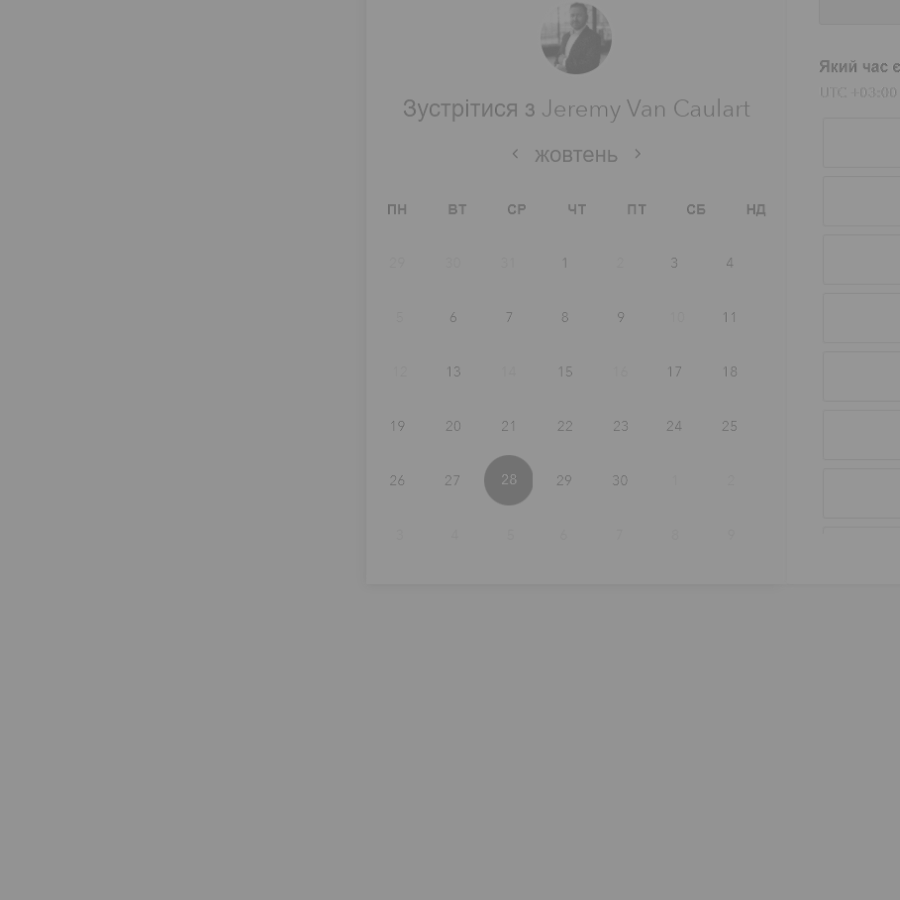 Зустрітися з Jeremy Van Caulart
< жовтень >
ПН ВТ СР ЧТ ПТ СБ НД
29 30 31 1 2 3 4
5 6 7 8 9 10 11
12 13 14 15 16 17 18
19 20 21 22 23 24 25
26 27 28 29 30 1 2
3 4 5 6 7 8 9
Який час є
UTC +03:00